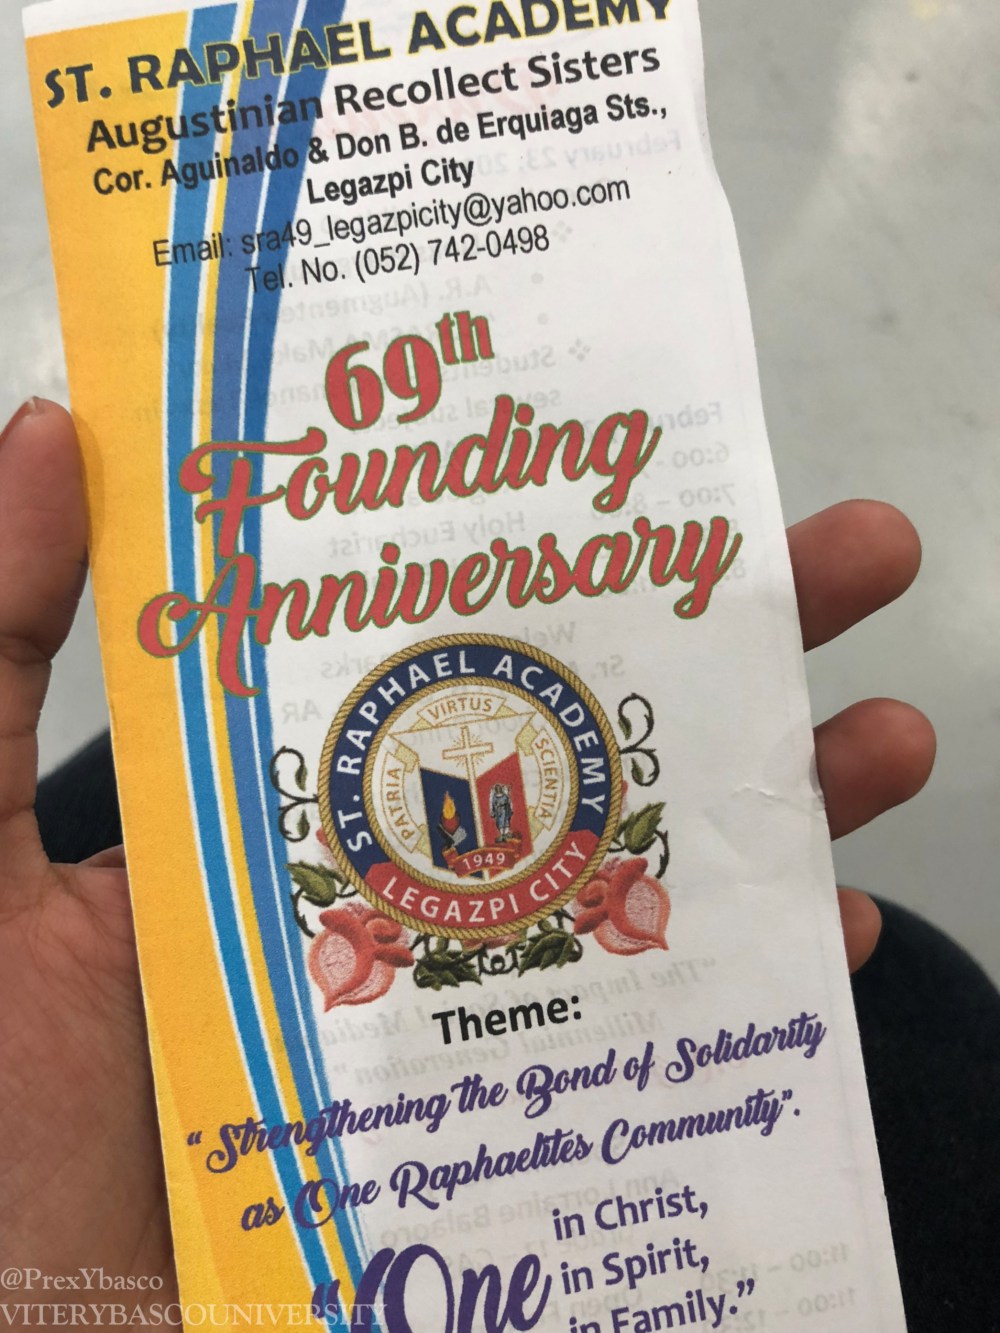 ST. RAPHAEL ACADEMY
Augustinian Recollect Sisters
Cor. Aguinaldo & Don B. de Erquiaga Sts.,
Legazpi City
Email: sra49_legazpicity@yahoo.com
Tel. No. (052) 742-0498
69th
Founding
Anniversary
ST. RAPHAEL ACADEMY
VIRTUS
PATRIA
SCIENTIA
1949
LEGAZPI CITY
Theme:
“Strengthening the Bond of Solidarity
as One Raphaelites Community”.
“One
in Christ,
in Spirit,
in Family.”
@PrexYbasco
VITERYBASCOUNIVERSITY